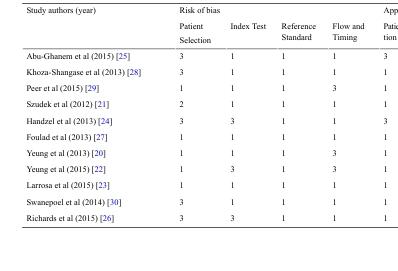 Study authors (year) Risk of bias App
Patient Index Test Reference Flow and Patie
Selection Standard Timing tion
Abu-Ghanem et al (2015) [25] 3 1 1 1 3
Khoza-Shangase et al (2013) [28] 3 1 1 1 1
Peer et al (2015) [29] 1 1 1 3 1
Szudek et al (2012) [21] 2 1 1 1 1
Handzel et al (2013) [24] 3 3 1 1 3
Foulad et al (2013) [27] 1 1 1 1 1
Yeung et al (2013) [20] 1 1 1 3 1
Yeung et al (2015) [22] 1 3 1 3 1
Larrosa et al (2015) [23] 1 1 1 1 1
Swanepoel et al (2014) [30] 3 1 1 1 1
Richards et al (2015) [26] 3 3 1 1 1